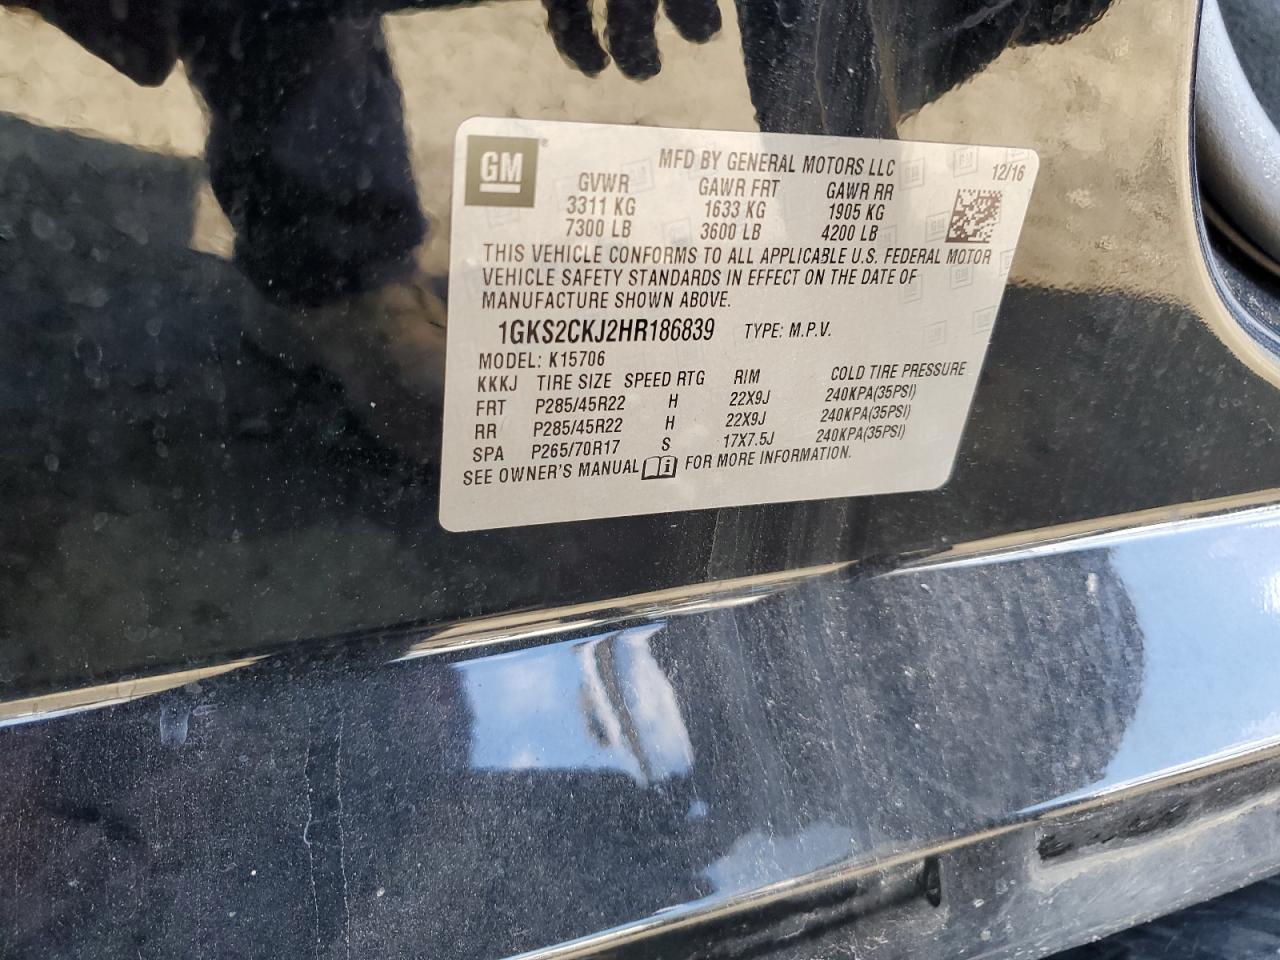 GM®
MFD BY GENERAL MOTORS LLC 12/16
GVWR GAWR FRT GAWR RR
3311 KG 1633 KG 1905 KG
7300 LB 3600 LB 4200 LB
THIS VEHICLE CONFORMS TO ALL APPLICABLE U.S. FEDERAL MOTOR
VEHICLE SAFETY STANDARDS IN EFFECT ON THE DATE OF
MANUFACTURE SHOWN ABOVE.
1GKS2CKJ2HR186839 TYPE: M.P.V.
MODEL: K15706
KKKJ TIRE SIZE SPEED RTG RIM COLD TIRE PRESSURE
FRT P285/45R22 H 22X9J 240KPA(35PSI)
RR P285/45R22 H 22X9J 240KPA(35PSI)
SPA P265/70R17 S 17X7.5J 240KPA(35PSI)
SEE OWNER'S MANUAL FOR MORE INFORMATION.